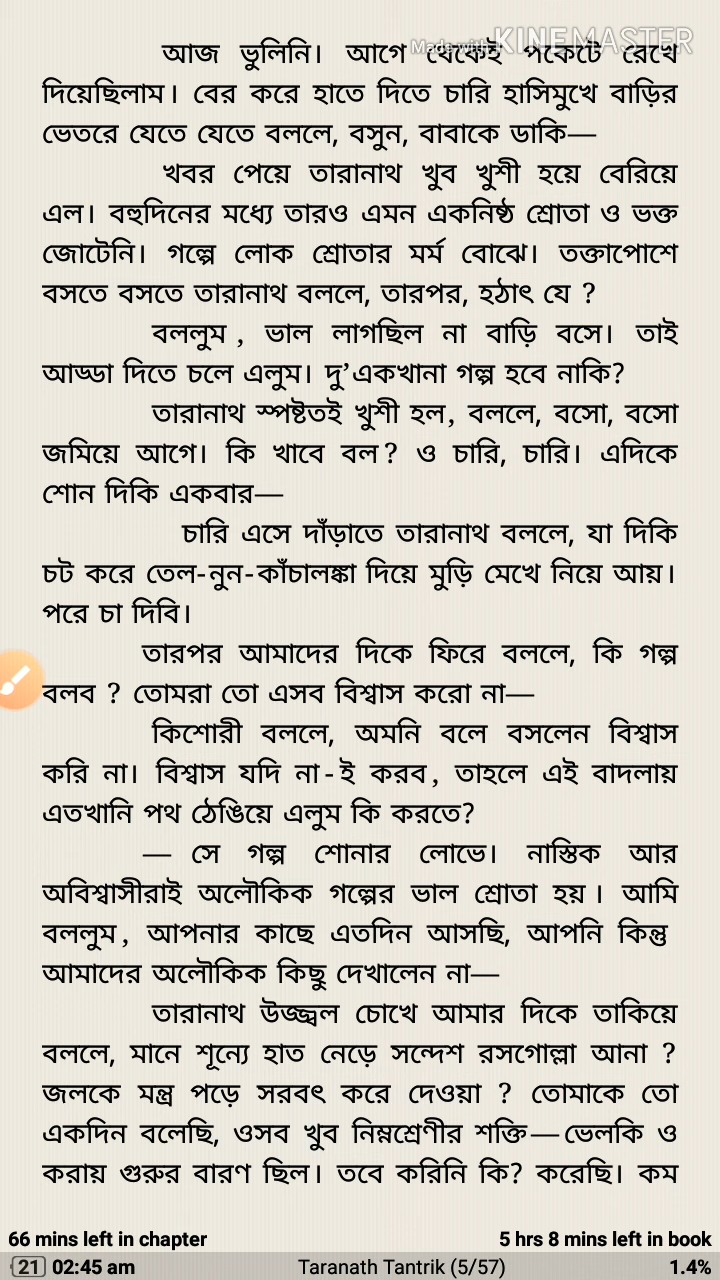 আজ ভুলিনি। আগে থেকেই পকেটে রেখে
Made with KINEMASTER
দিয়েছিলাম। বের করে হাতে দিতে চারি হাসিমুখে বাড়ির
ভেতরে যেতে যেতে বললে, বসুন, বাবাকে ডাকি—
খবর পেয়ে তারানাথ খুব খুশী হয়ে বেরিয়ে
এল। বহুদিনের মধ্যে তারও এমন একনিষ্ঠ শ্রোতা ও ভক্ত
জোটেনি। গল্পে লোক শ্রোতার মর্ম বোঝে। তক্তাপোশে
বসতে বসতে তারানাথ বললে, তারপর, হঠাৎ যে ?
বললুম , ভাল লাগছিল না বাড়ি বসে। তাই
আড্ডা দিতে চলে এলুম। দু’একখানা গল্প হবে নাকি?
তারানাথ স্পষ্টতই খুশী হল, বললে, বসো, বসো
জমিয়ে আগে। কি খাবে বল ? ও চারি, চারি। এদিকে
শোন দিকি একবার—
চারি এসে দাঁড়াতে তারানাথ বললে, যা দিকি
চট করে তেল-নুন-কাঁচালঙ্কা দিয়ে মুড়ি মেখে নিয়ে আয়।
পরে চা দিবি।
তারপর আমাদের দিকে ফিরে বললে, কি গল্প
বলব ? তোমরা তো এসব বিশ্বাস করো না—
কিশোরী বললে, অমনি বলে বসলেন বিশ্বাস
করি না। বিশ্বাস যদি না-ই করব, তাহলে এই বাদলায়
এতখানি পথ ঠেঙিয়ে এলুম কি করতে?
— সে গল্প শোনার লোভে। নাস্তিক আর
অবিশ্বাসীরাই অলৌকিক গল্পের ভাল শ্রোতা হয় । আমি
বললুম , আপনার কাছে এতদিন আসছি, আপনি কিন্তু
আমাদের অলৌকিক কিছু দেখালেন না—
তারানাথ উজ্জ্বল চোখে আমার দিকে তাকিয়ে
বললে, মানে শূন্যে হাত নেড়ে সন্দেশ রসগোল্লা আনা ?
জলকে মন্ত্র পড়ে সরবৎ করে দেওয়া ? তোমাকে তো
একদিন বলেছি, ওসব খুব নিম্নশ্রেণীর শক্তি—ভেলকি ও
করায় গুরুর বারণ ছিল। তবে করিনি কি? করেছি। কম
66 mins left in chapter 5 hrs 8 mins left in book
21 02:45 am Taranath Tantrik (5/57) 1.4%